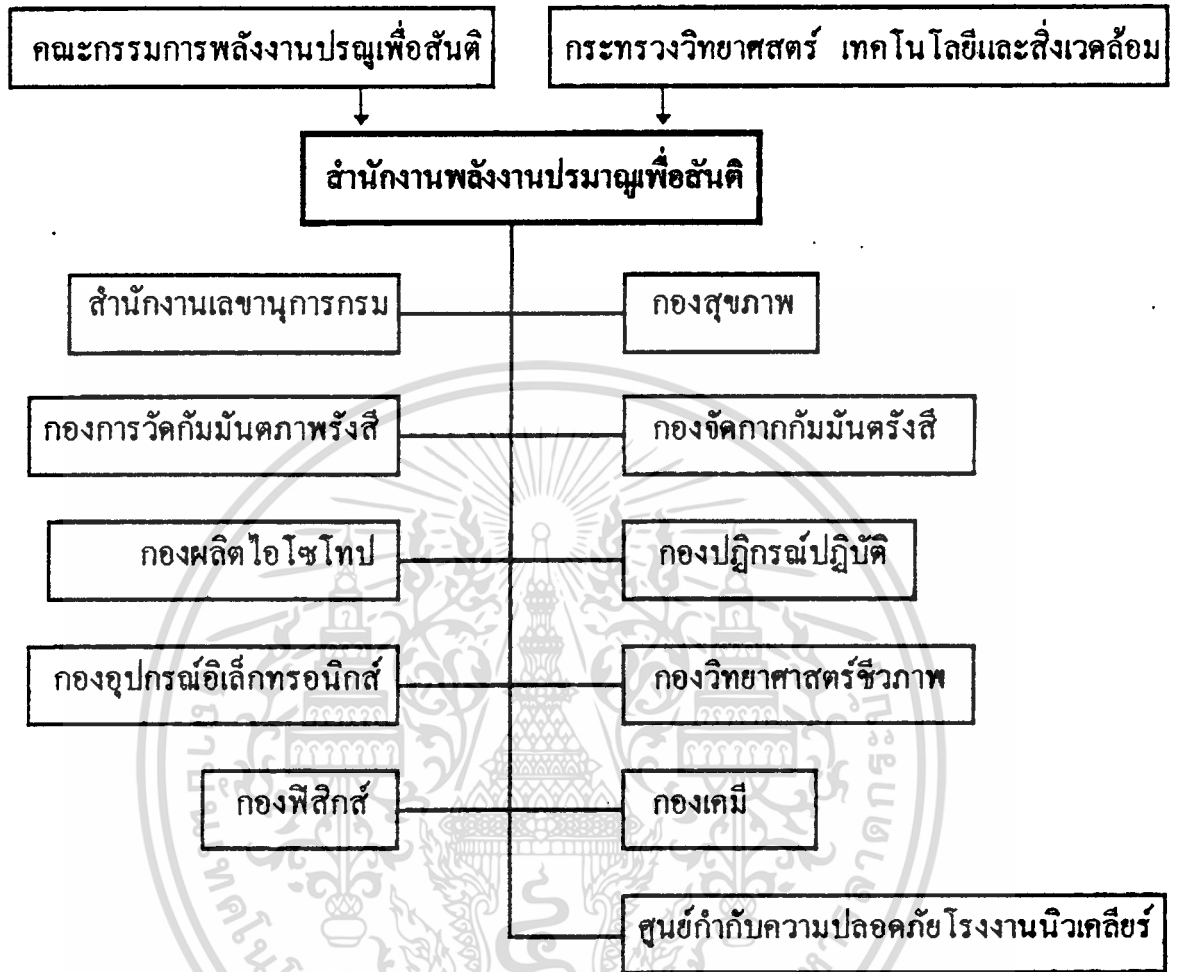 คณะกรรมการพลังงานปรณูเพื่อสันติ
กระทรวงวิทยาศสตร์ เทคโนโลยีและสิ่งเวดล้อม
สำนักงานพลังงานปรมาณูเพื่อสันติ
สำนักงานเลขานุการกรม
กองสุขภาพ
กองการวัดกัมมันตภาพรังสี
กองจัดกากกัมมันตรังสี
กองผลิตไอโซโทป
กองปฏิกรณ์ปฏิบัติ
กองอุปกรณ์อิเล็กทรอนิกส์
กองวิทยาศาสตร์ชีวภาพ
กองฟิสิกส์
กองเคมี
ศูนย์กำกับความปลอดภัยโรงงานนิวเคลียร์